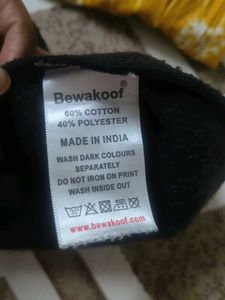 Bewakoof®
60% COTTON
40% POLYESTER
MADE IN INDIA
WASH DARK COLOURS
SEPARATELY
DO NOT IRON ON PRINT
WASH INSIDE OUT
www.bewakoof.com